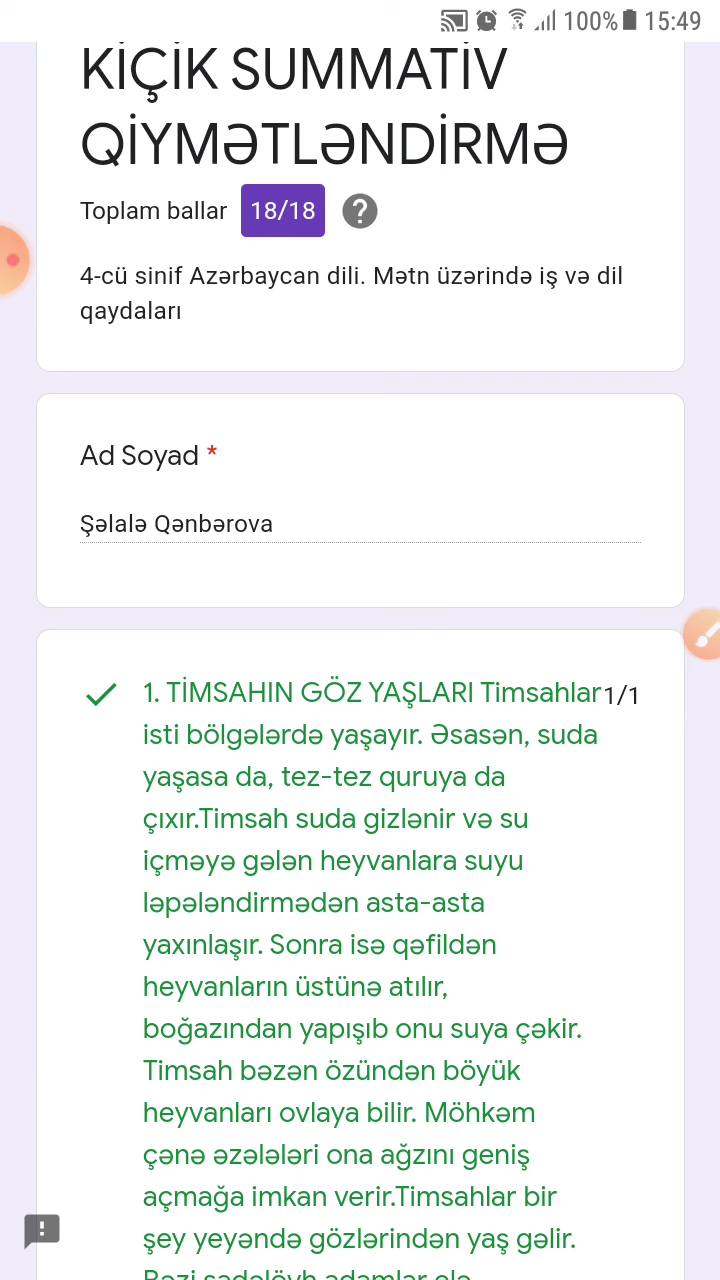 100% 15:49
KİÇİK SUMMATİV
QİYMƏTLƏNDİRMƏ
Toplam ballar 18/18 ?
4-cü sinif Azərbaycan dili. Mətn üzərində iş və dil
qaydaları
Ad Soyad *
Şəlalə Qənbərova
1. TİMSAHIN GÖZ YAŞLARI Timsahlar 1/1
isti bölgələrdə yaşayır. Əsasən, suda
yaşasa da, tez-tez quruya da
çıxır.Timsah suda gizlənir və su
içməyə gələn heyvanlara suyu
ləpələndirmədən asta-asta
yaxınlaşır. Sonra isə qəfildən
heyvanların üstünə atılır,
boğazından yapışıb onu suya çəkir.
Timsah bəzən özündən böyük
heyvanları ovlaya bilir. Möhkəm
çənə əzələləri ona ağzını geniş
açmağa imkan verir.Timsahlar bir
şey yeyəndə gözlərindən yaş gəlir.
Bəzi sadəlövh adamlar elə